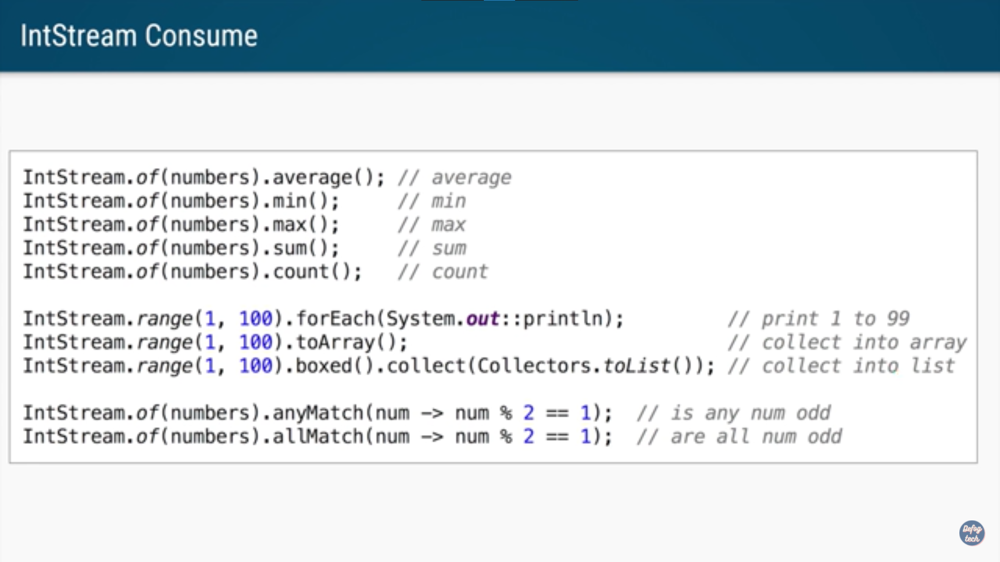 IntStream Consume
IntStream.of(numbers).average(); // average
IntStream.of(numbers).min();     // min
IntStream.of(numbers).max();     // max
IntStream.of(numbers).sum();     // sum
IntStream.of(numbers).count();   // count
IntStream.range(1, 100).forEach(System.out::println);         // print 1 to 99
IntStream.range(1, 100).toArray();                            // collect into array
IntStream.range(1, 100).boxed().collect(Collectors.toList()); // collect into list
IntStream.of(numbers).anyMatch(num -> num % 2 == 1);  // is any num odd
IntStream.of(numbers).allMatch(num -> num % 2 == 1);  // are all num odd
Defog
tech